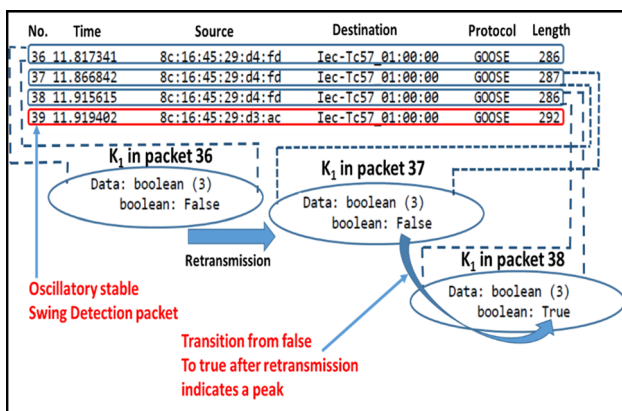 No. Time Source Destination Protocol Length
36 11.817341 8c:16:45:29:d4:fd Iec-Tc57_01:00:00 GOOSE 286
37 11.866842 8c:16:45:29:d4:fd Iec-Tc57_01:00:00 GOOSE 287
38 11.915615 8c:16:45:29:d4:fd Iec-Tc57_01:00:00 GOOSE 286
39 11.919402 8c:16:45:29:d3:ac Iec-Tc57_01:00:00 GOOSE 292
K₁ in packet 36
Data: boolean (3)
boolean: False
Retransmission
K₁ in packet 37
Data: boolean (3)
boolean: False
K₁ in packet 38
Data: boolean (3)
boolean: True
Oscillatory stable
Swing Detection packet
Transition from false
To true after retransmission
indicates a peak